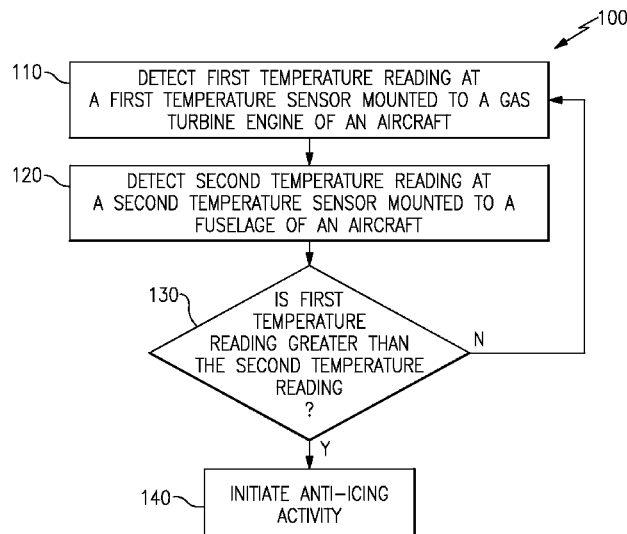 100
110
DETECT FIRST TEMPERATURE READING AT
A FIRST TEMPERATURE SENSOR MOUNTED TO A GAS
TURBINE ENGINE OF AN AIRCRAFT
120
DETECT SECOND TEMPERATURE READING AT
A SECOND TEMPERATURE SENSOR MOUNTED TO A
FUSELAGE OF AN AIRCRAFT
130
IS FIRST
TEMPERATURE
READING GREATER THAN
THE SECOND TEMPERATURE
READING
?
N
Y
140
INITIATE ANTI-ICING
ACTIVITY